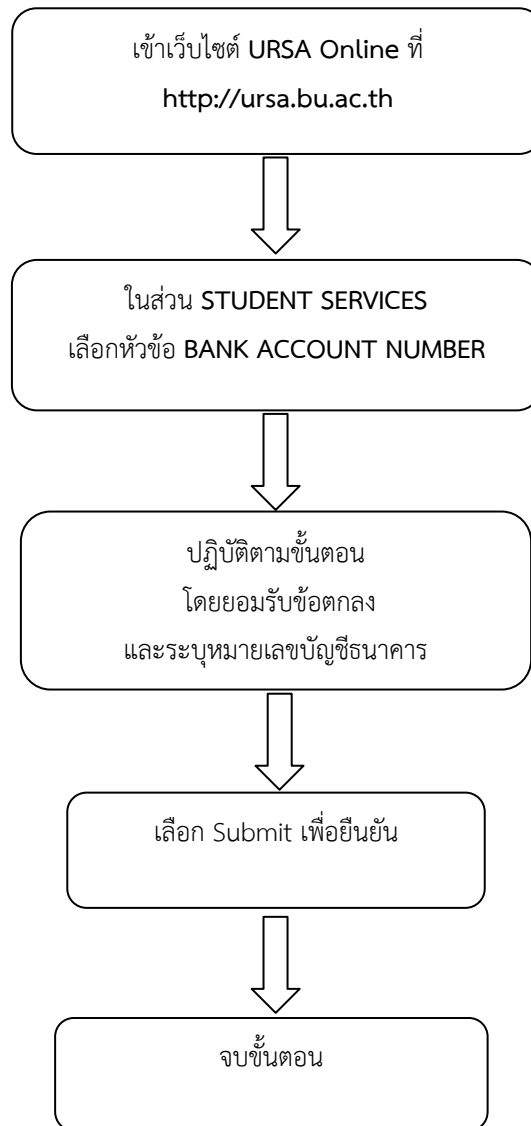 เข้าเว็บไซต์ URSA Online ที่
http://ursa.bu.ac.th
ในส่วน STUDENT SERVICES
เลือกหัวข้อ BANK ACCOUNT NUMBER
ปฏิบัติตามขั้นตอน
โดยยอมรับข้อตกลง
และระบุหมายเลขบัญชีธนาคาร
เลือก Submit เพื่อยืนยัน
จบขั้นตอน